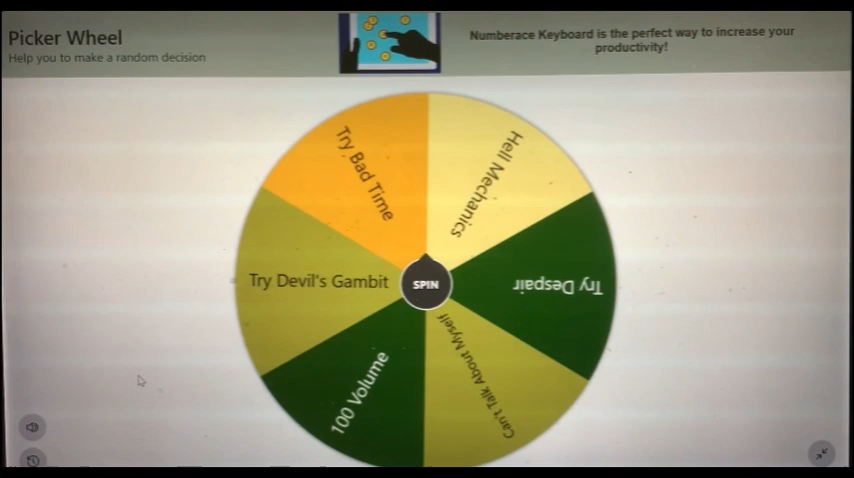 Picker Wheel
Help you to make a random decision
Numberace Keyboard is the perfect way to increase your
productivity!
Try Bad Time
Hell Mechanics
Try Devil's Gambit
SPIN
Try Despair
100 Volume
Can't Talk About Myself